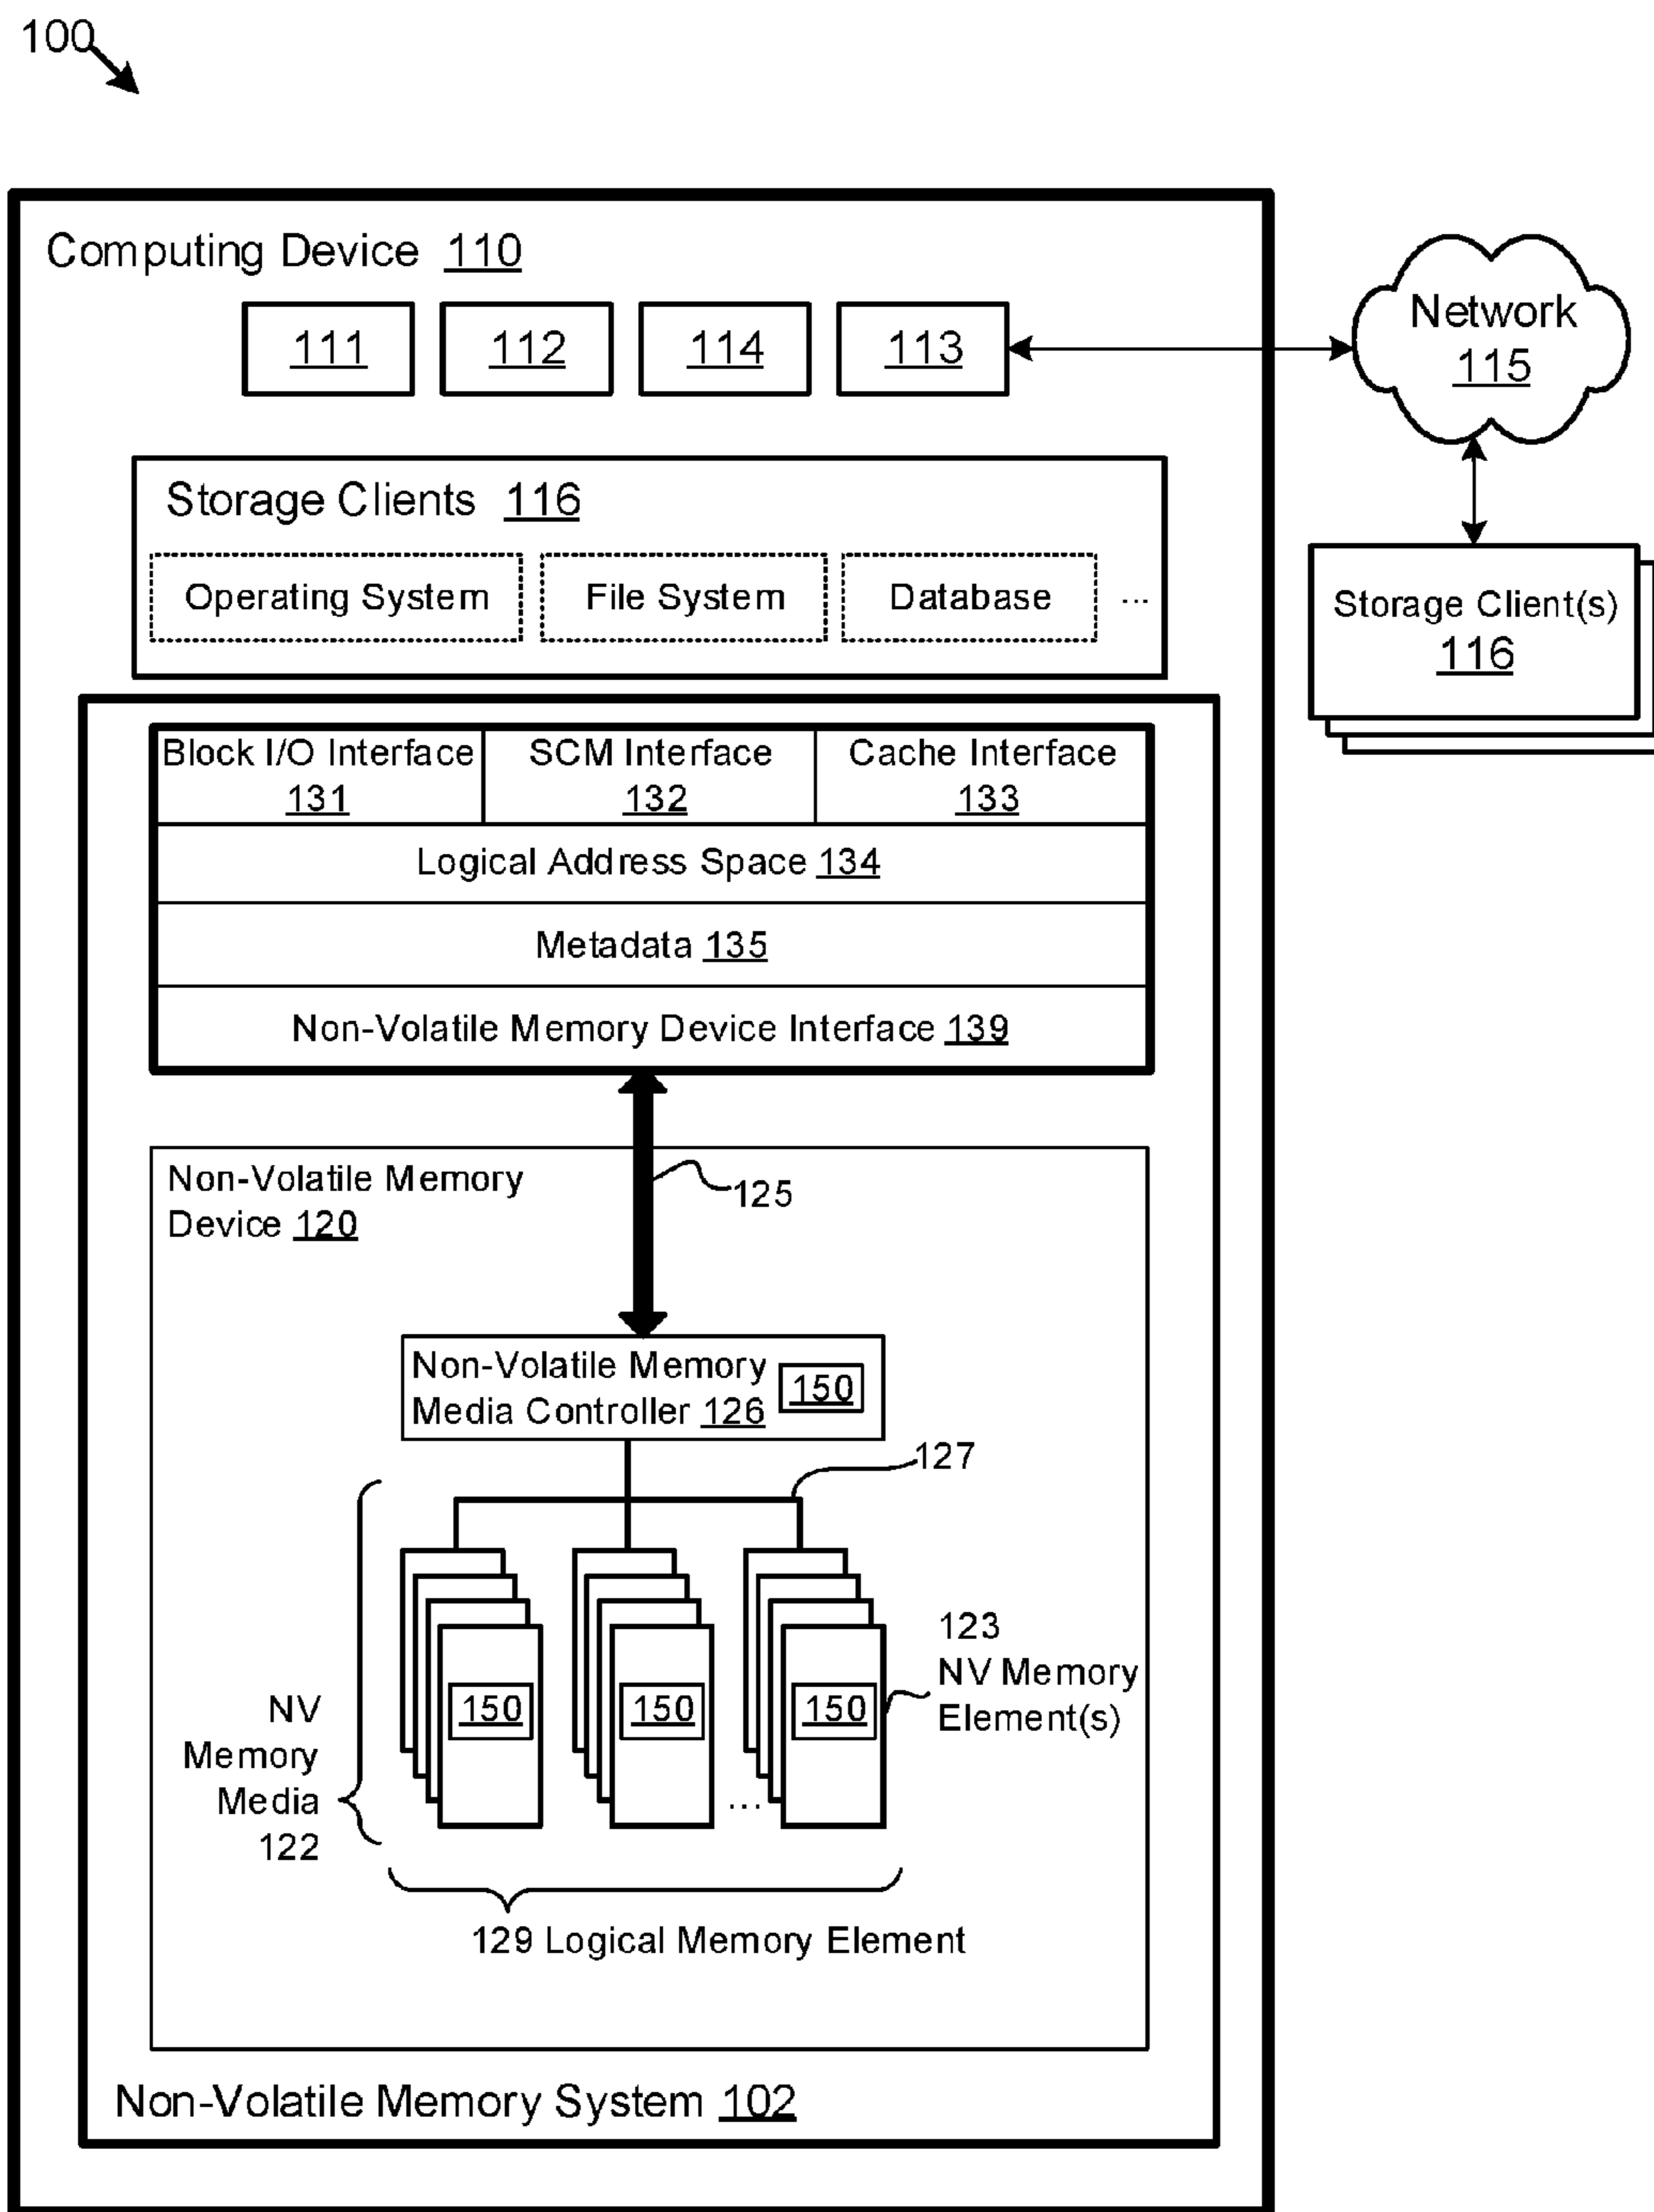 100
Computing Device 110
111 112 114 113
Network
115
Storage Clients 116
Operating System File System Database ...
Storage Client(s)
116
Block I/O Interface
131
SCM Interface
132
Cache Interface
133
Logical Address Space 134
Metadata 135
Non-Volatile Memory Device Interface 139
Non-Volatile Memory
Device 120
125
Non-Volatile Memory
Media Controller 126
150
127
150 150 ... 150
123
NV Memory
Element(s)
NV
Memory
Media
122
129 Logical Memory Element
Non-Volatile Memory System 102